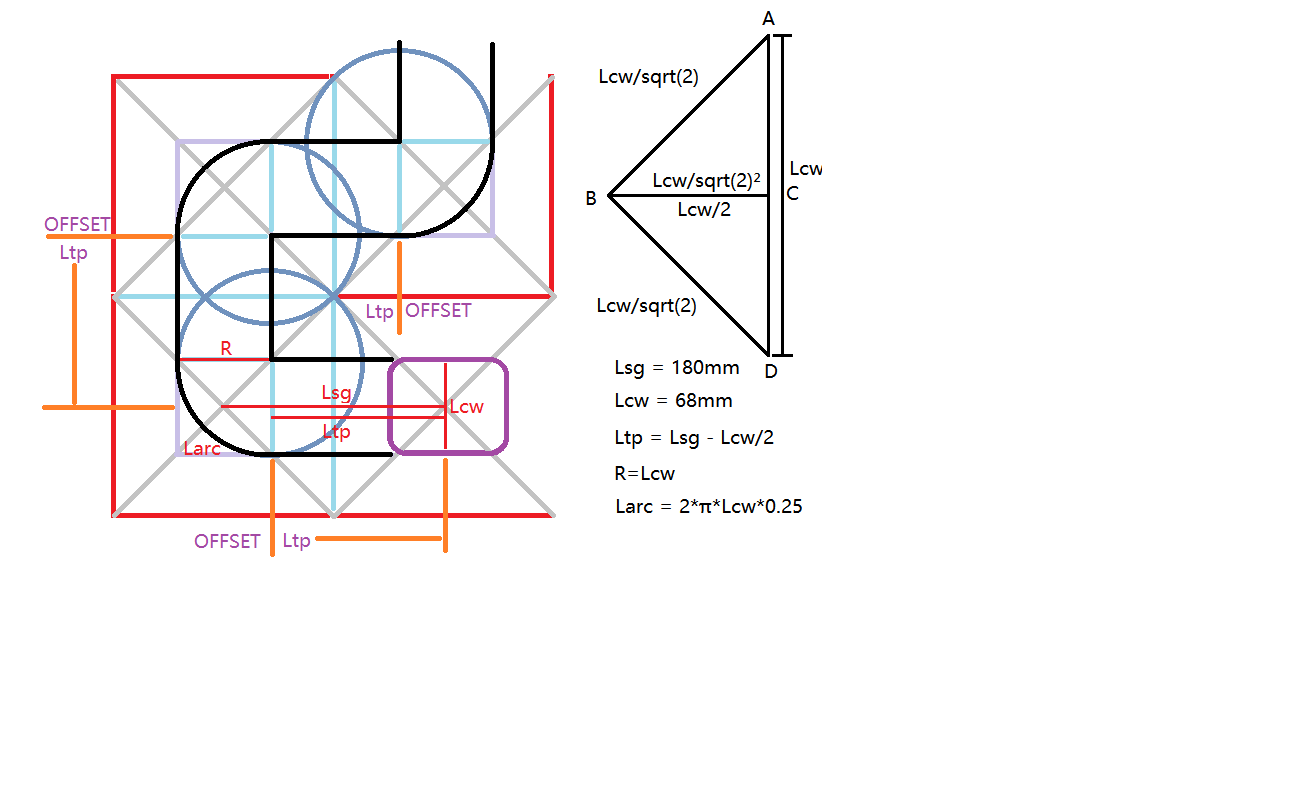 OFFSET
Ltp
R
Lsg
Lcw
Ltp
Larc
Ltp OFFSET
OFFSET Ltp
A
Lcw/sqrt(2)
Lcw
Lcw/sqrt(2)²
B
C
Lcw/2
Lcw/sqrt(2)
D
Lsg = 180mm
Lcw = 68mm
Ltp = Lsg - Lcw/2
R=Lcw
Larc = 2*π*Lcw*0.25